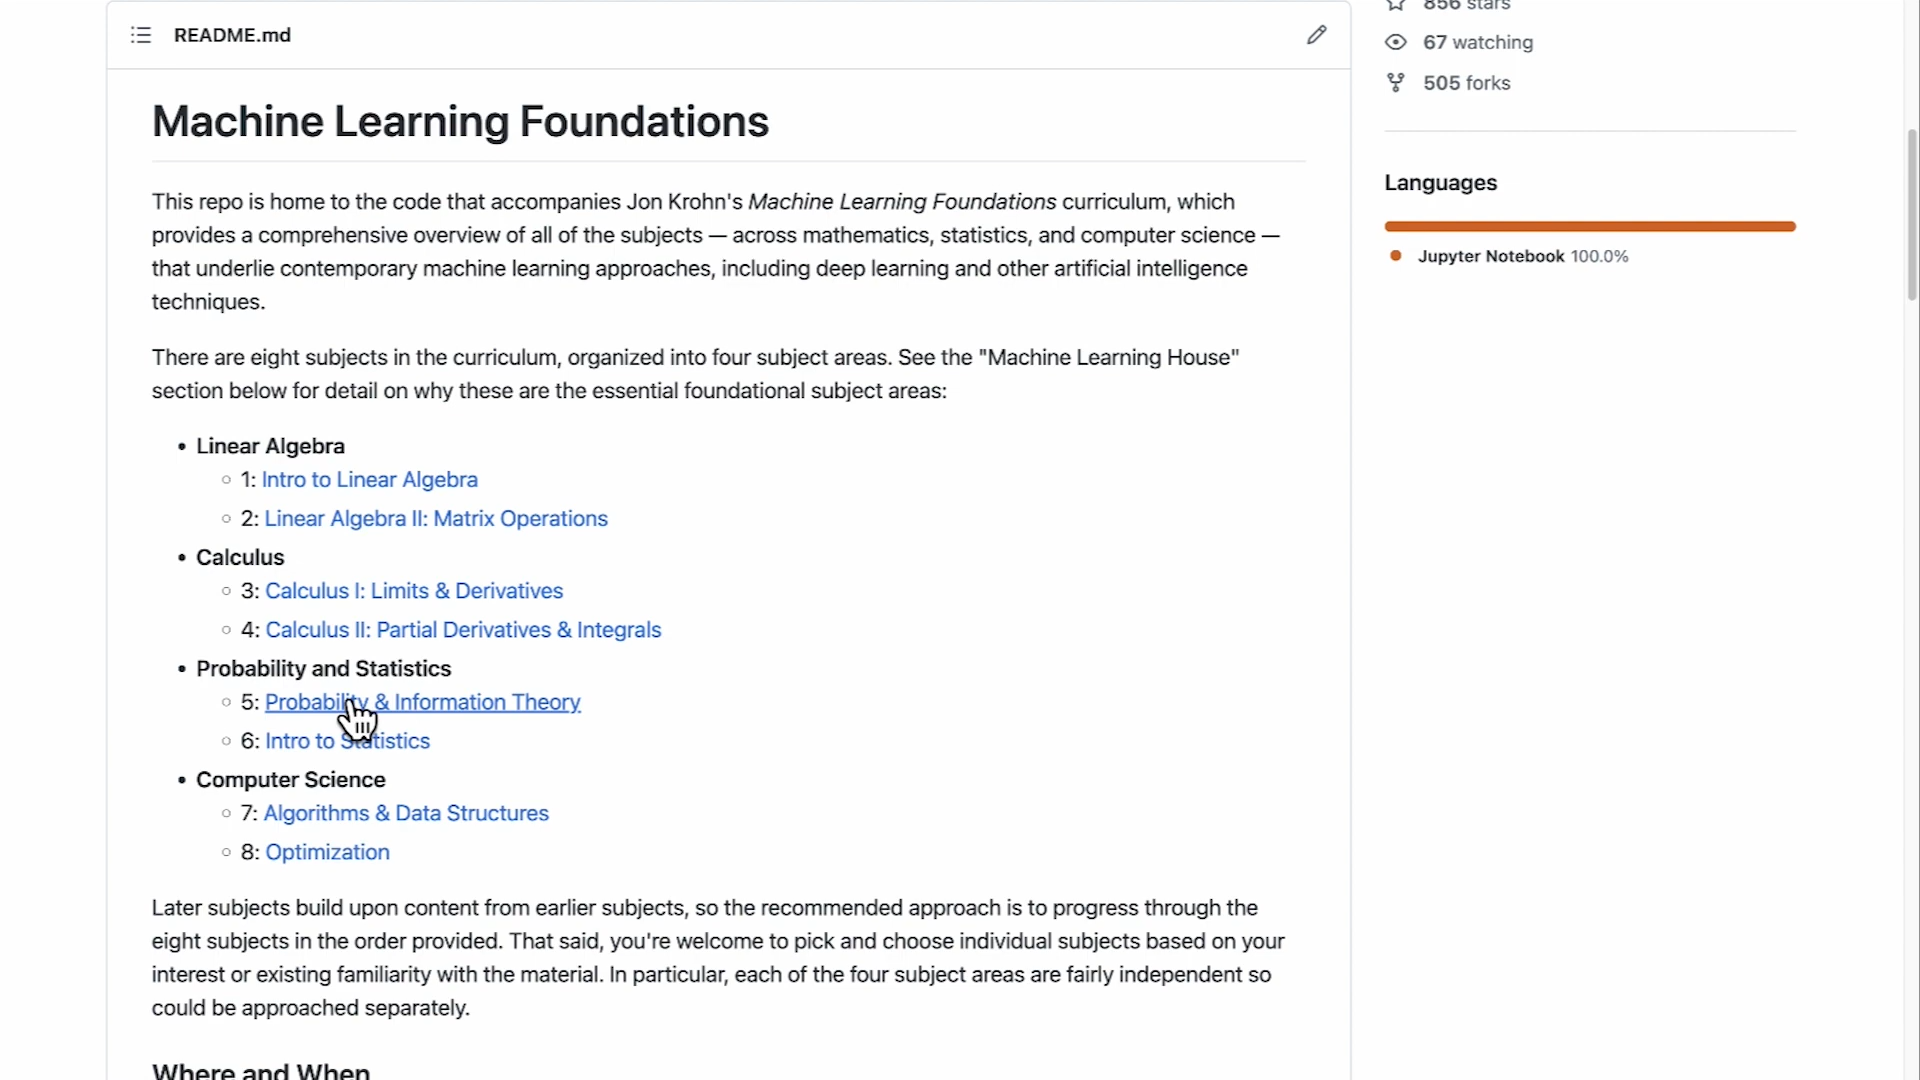 README.md
Machine Learning Foundations
This repo is home to the code that accompanies Jon Krohn's Machine Learning Foundations curriculum, which
provides a comprehensive overview of all of the subjects — across mathematics, statistics, and computer science —
that underlie contemporary machine learning approaches, including deep learning and other artificial intelligence
techniques.
There are eight subjects in the curriculum, organized into four subject areas. See the "Machine Learning House"
section below for detail on why these are the essential foundational subject areas:
• Linear Algebra
○ 1: Intro to Linear Algebra
○ 2: Linear Algebra II: Matrix Operations
• Calculus
○ 3: Calculus I: Limits & Derivatives
○ 4: Calculus II: Partial Derivatives & Integrals
• Probability and Statistics
○ 5: Probability & Information Theory
○ 6: Intro to Statistics
• Computer Science
○ 7: Algorithms & Data Structures
○ 8: Optimization
Later subjects build upon content from earlier subjects, so the recommended approach is to progress through the
eight subjects in the order provided. That said, you're welcome to pick and choose individual subjects based on your
interest or existing familiarity with the material. In particular, each of the four subject areas are fairly independent so
could be approached separately.
Where and When
856 stars
67 watching
505 forks
Languages
Jupyter Notebook 100.0%